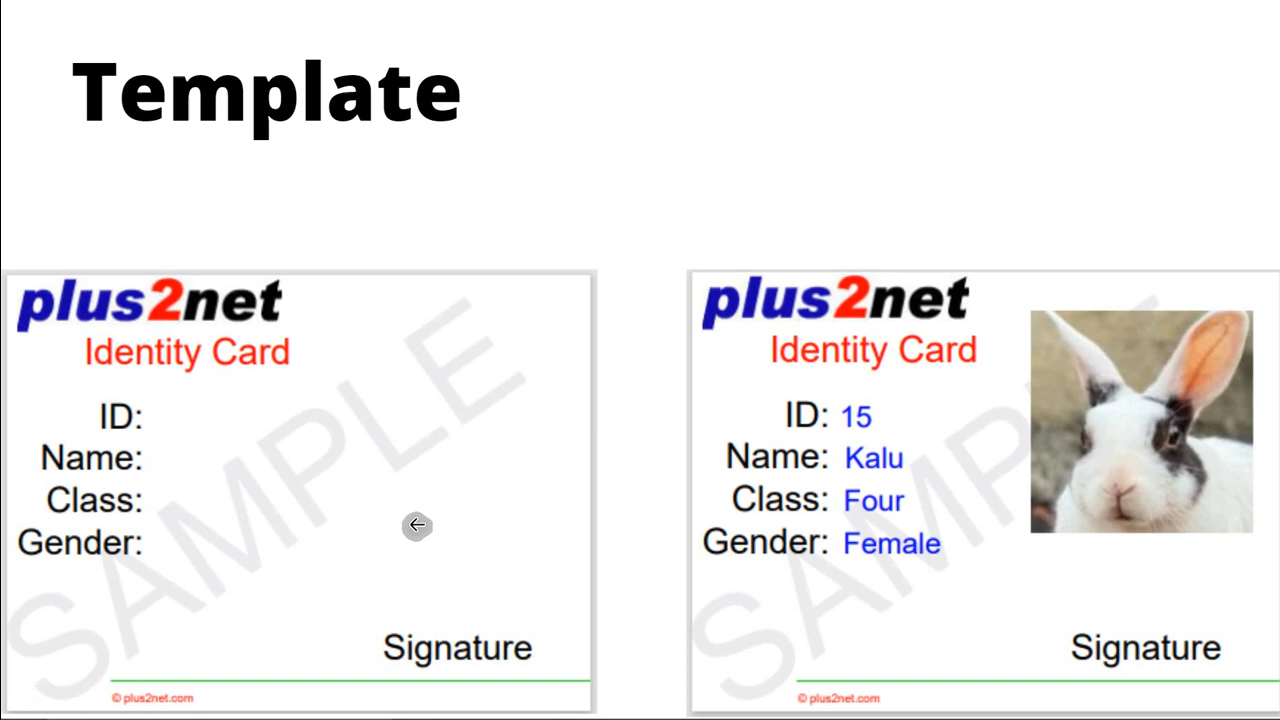 Template
plus2net
Identity Card
ID:
Name:
Class:
Gender:
SAMPLE
Signature
© plus2net.com
plus2net
Identity Card
ID: 15
Name: Kalu
Class: Four
Gender: Female
SAMPLE
Signature
© plus2net.com